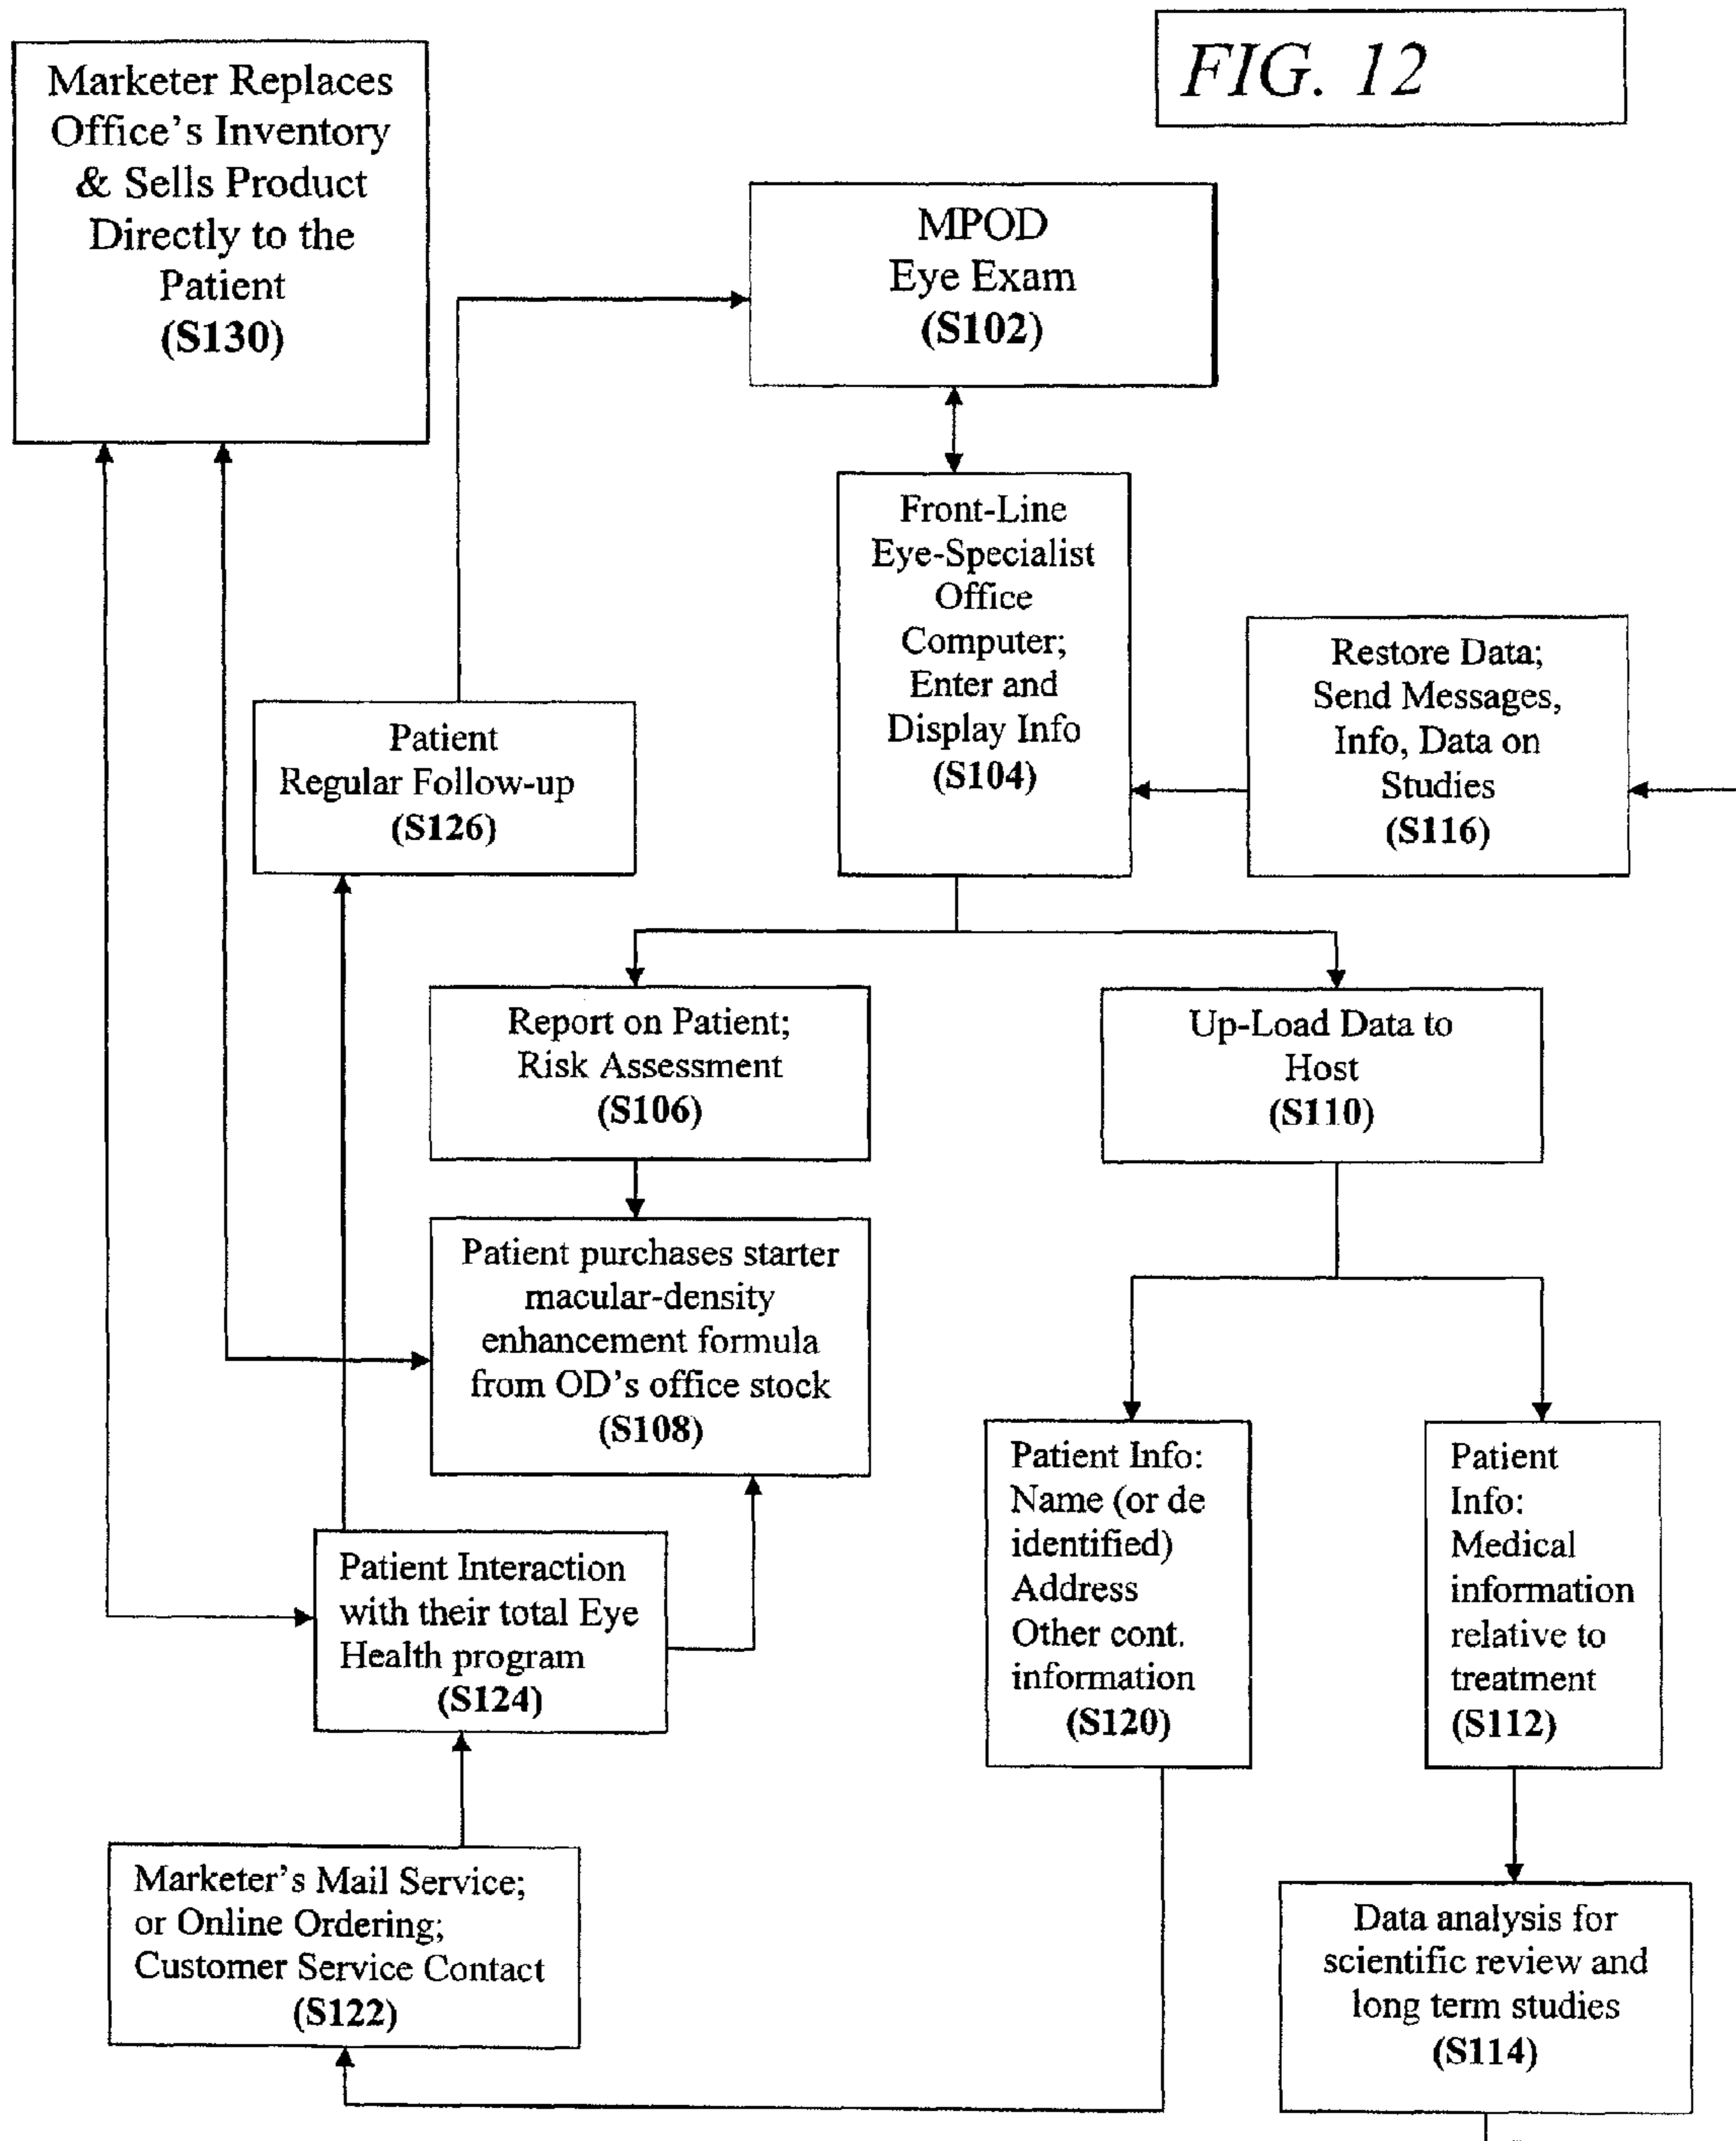 FIG. 12
Marketer Replaces
Office's Inventory
& Sells Product
Directly to the
Patient
(S130)
MPOD
Eye Exam
(S102)
Front-Line
Eye-Specialist
Office
Computer;
Enter and
Display Info
(S104)
Restore Data;
Send Messages,
Info, Data on
Studies
(S116)
Patient
Regular Follow-up
(S126)
Report on Patient;
Risk Assessment
(S106)
Up-Load Data to
Host
(S110)
Patient purchases starter
macular-density
enhancement formula
from OD's office stock
(S108)
Patient Info:
Name (or de
identified)
Address
Other cont.
information
(S120)
Patient
Info:
Medical
information
relative to
treatment
(S112)
Patient Interaction
with their total Eye
Health program
(S124)
Marketer's Mail Service;
or Online Ordering;
Customer Service Contact
(S122)
Data analysis for
scientific review and
long term studies
(S114)